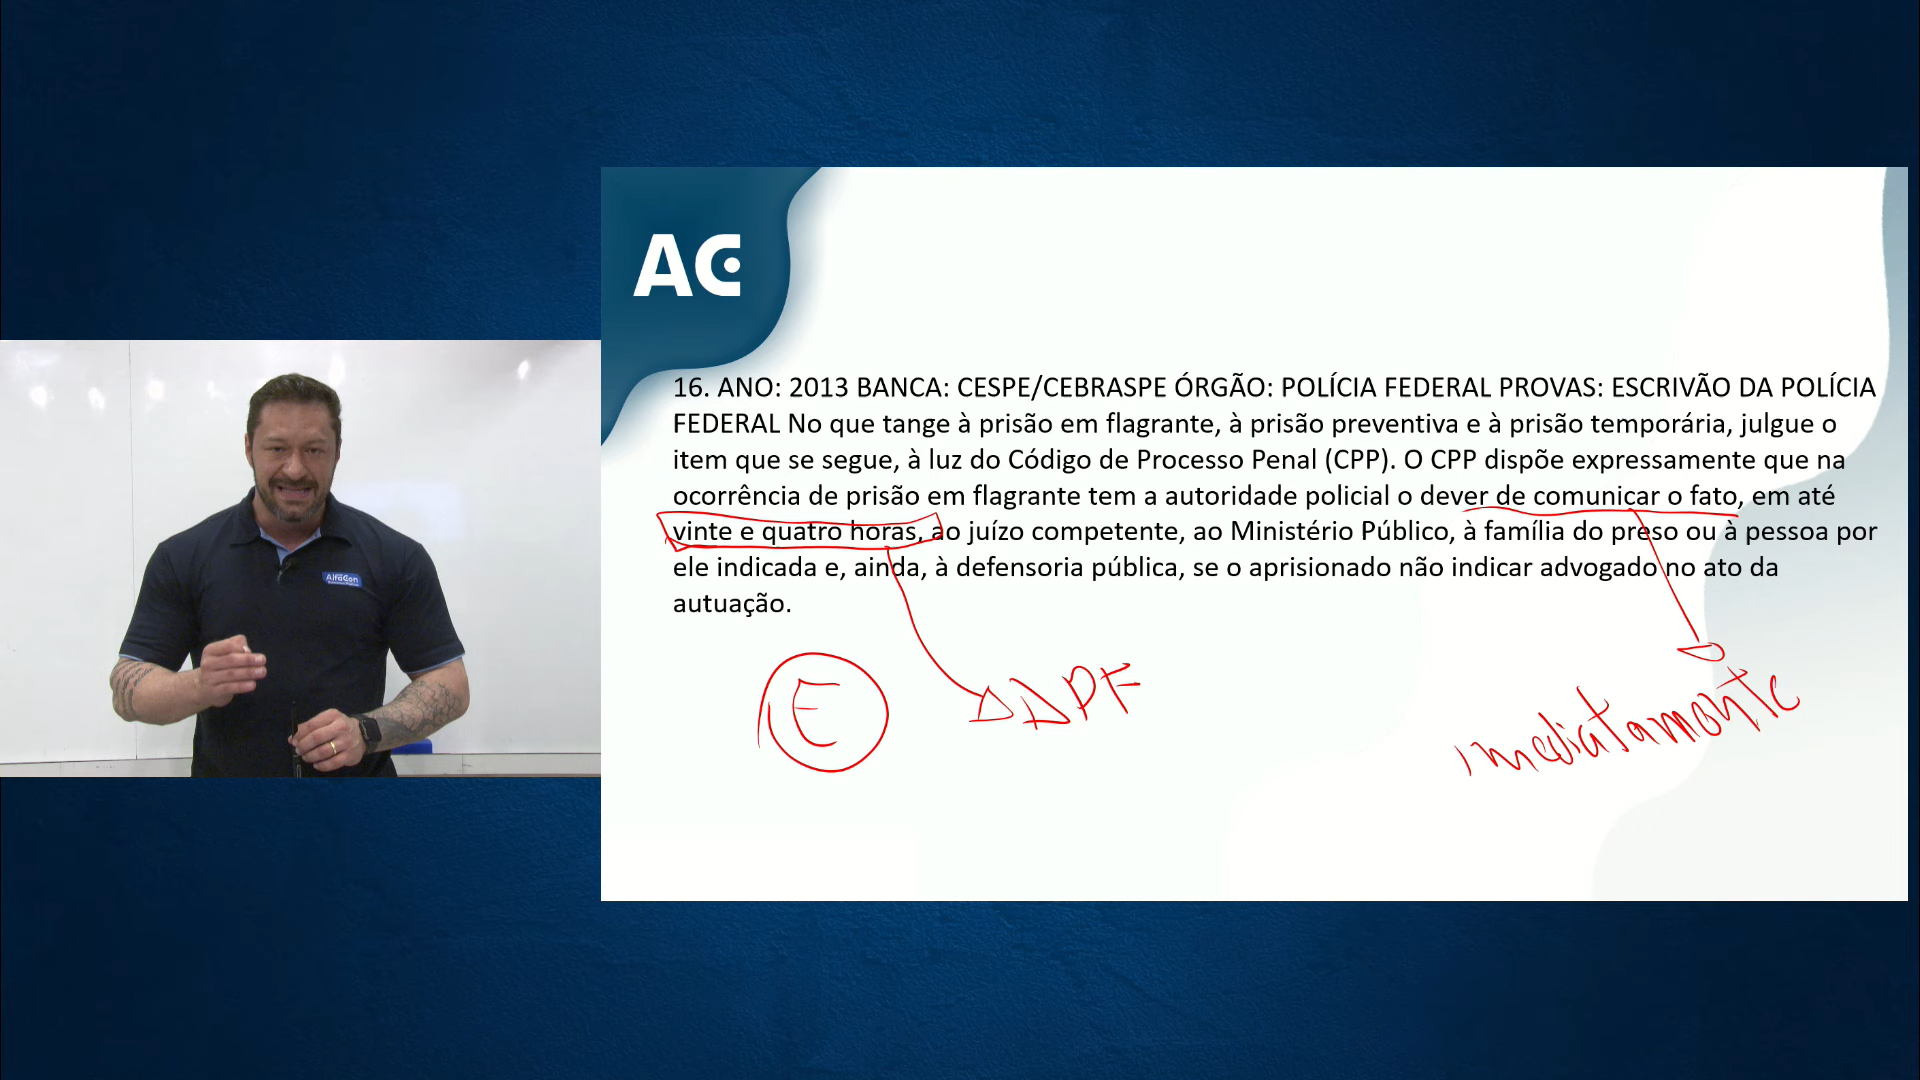 AC
16. ANO: 2013 BANCA: CESPE/CEBRASPE ÓRGÃO: POLÍCIA FEDERAL PROVAS: ESCRIVÃO DA POLÍCIA
FEDERAL No que tange à prisão em flagrante, à prisão preventiva e à prisão temporária, julgue o
item que se segue, à luz do Código de Processo Penal (CPP). O CPP dispõe expressamente que na
ocorrência de prisão em flagrante tem a autoridade policial o dever de comunicar o fato, em até
vinte e quatro horas, ao juízo competente, ao Ministério Público, à família do preso ou à pessoa por
ele indicada e, ainda, à defensoria pública, se o aprisionado não indicar advogado no ato da
autuação.
AlfaCon
E
APF
imediatamente